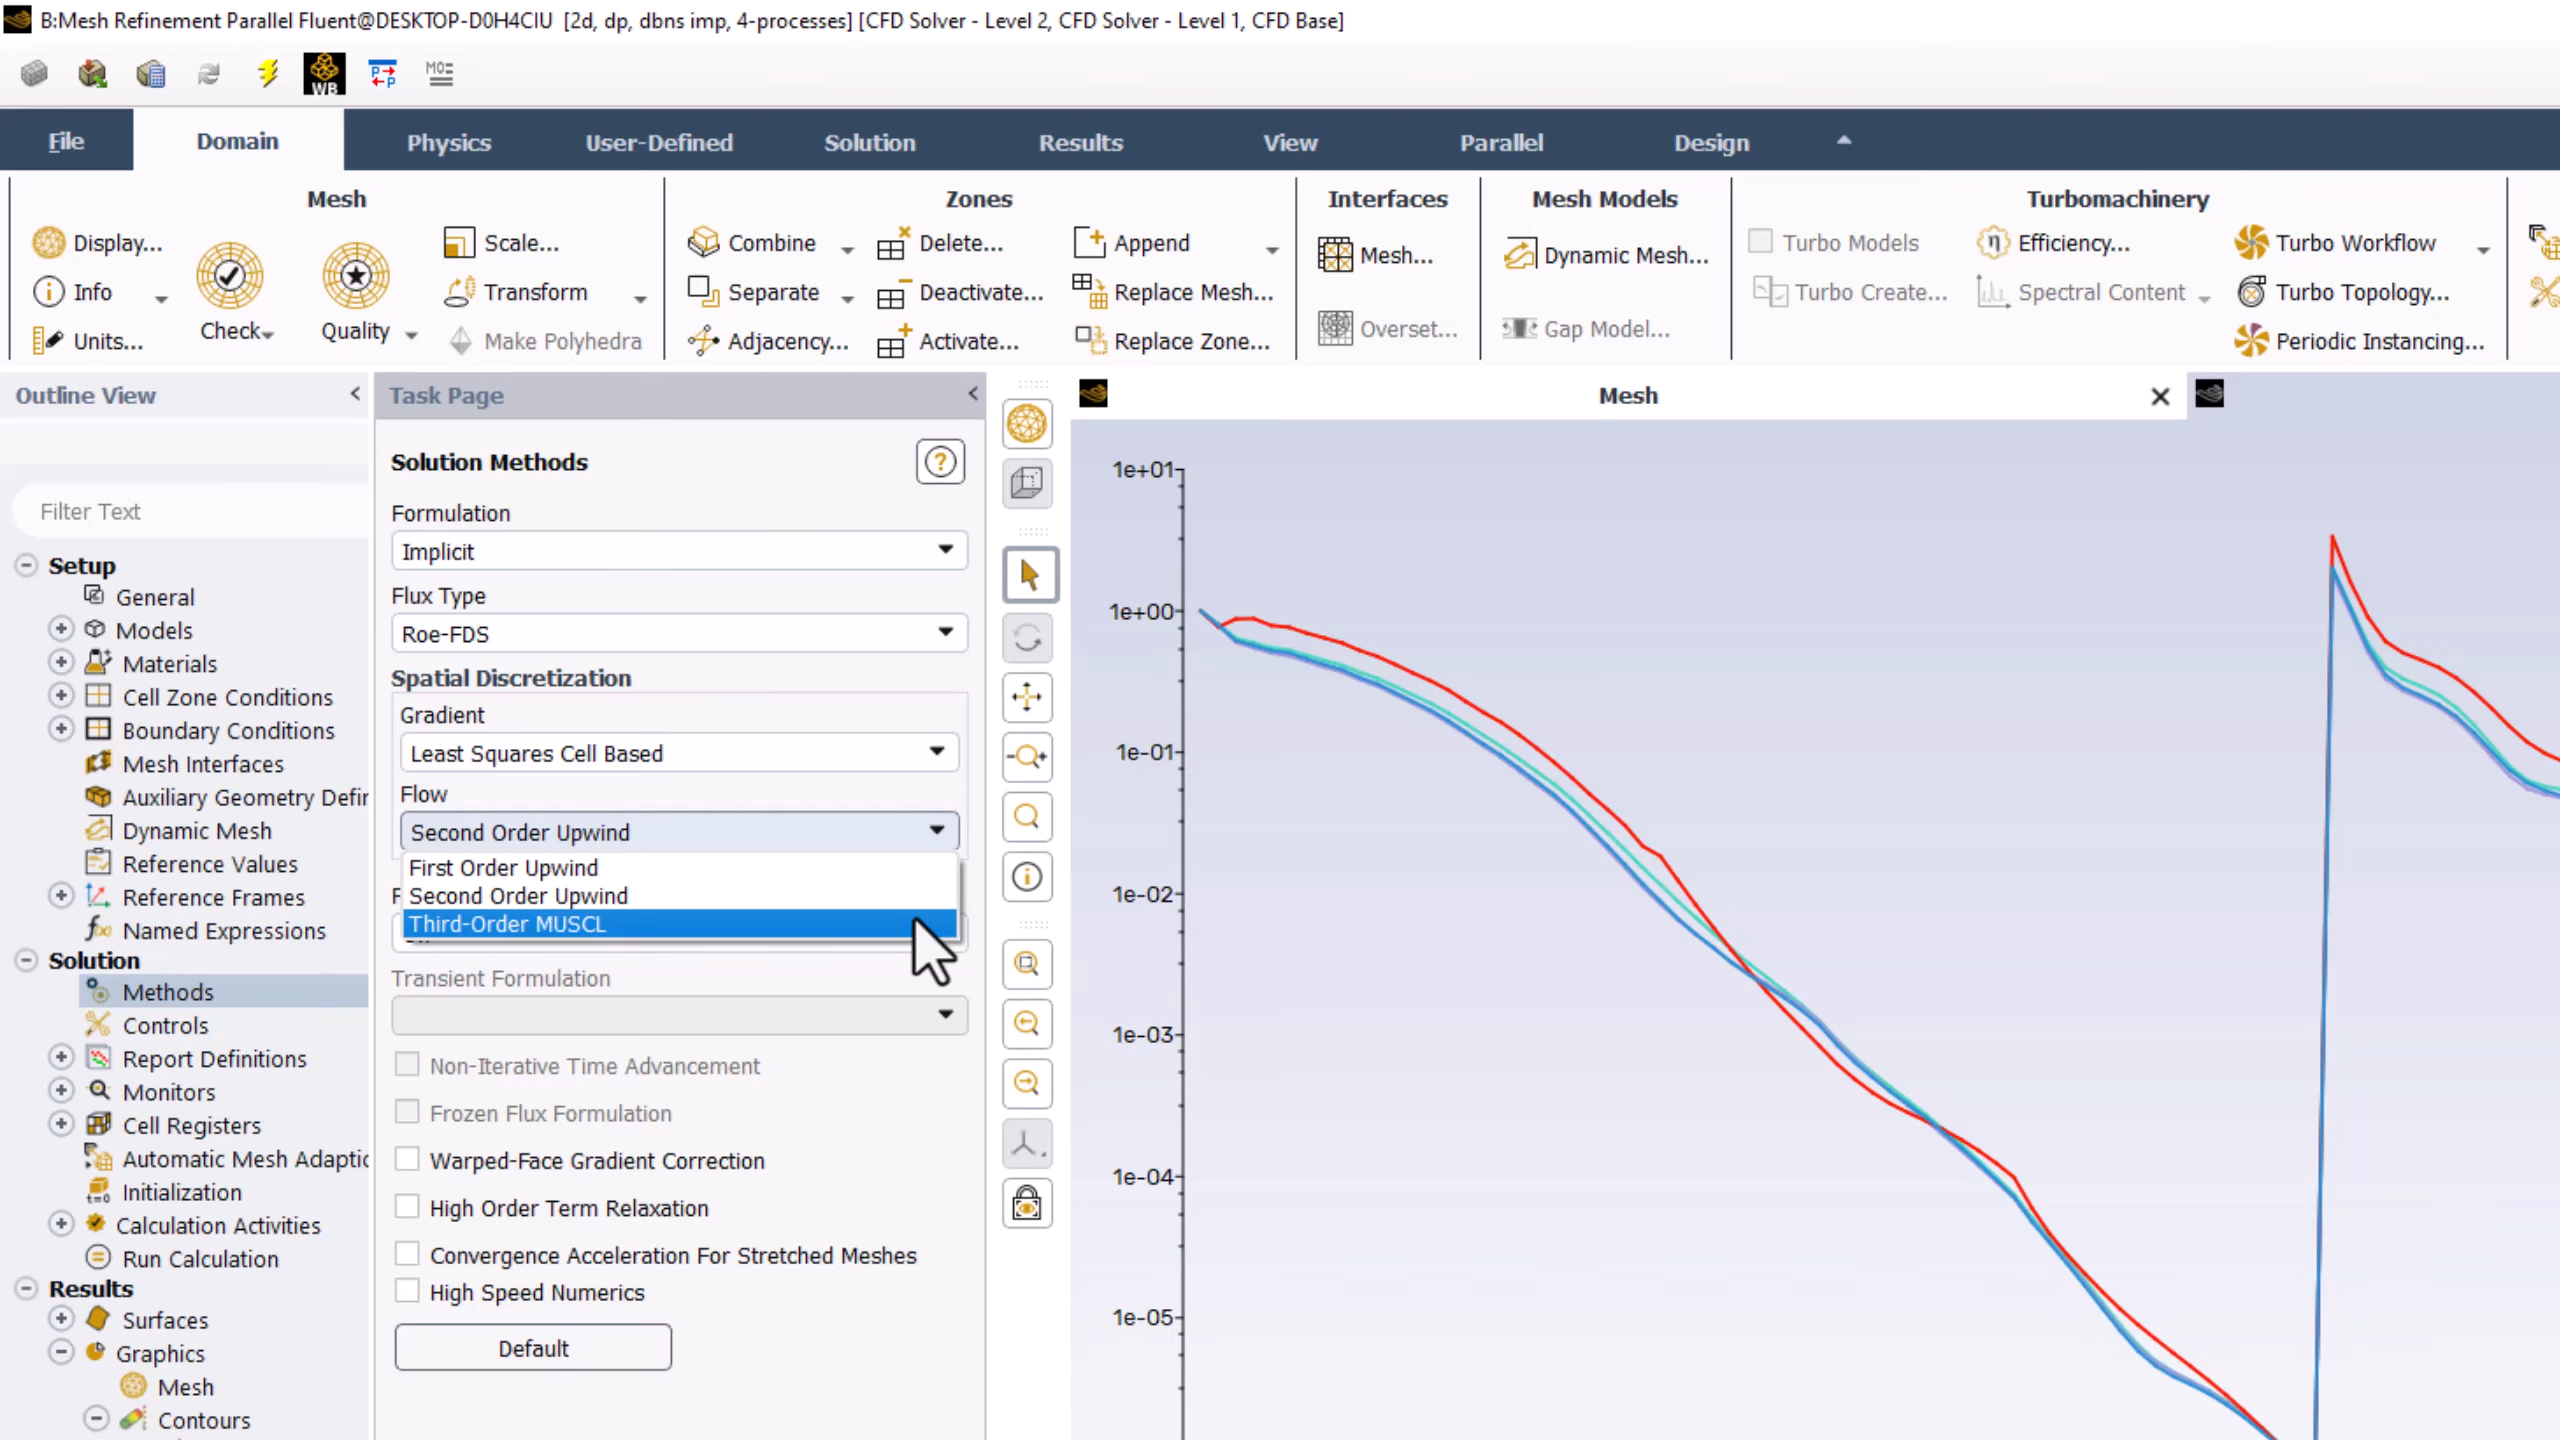 B:Mesh Refinement Parallel Fluent@DESKTOP-D0H4CIU [2d, dp, dbns imp, 4-processes] [CFD Solver - Level 2, CFD Solver - Level 1, CFD Base]
WB
File Domain Physics User-Defined Solution Results View Parallel Design
Mesh Zones Interfaces Mesh Models Turbomachinery
Display... Scale... Combine Delete... Append Mesh... Dynamic Mesh... Turbo Models Efficiency... Turbo Workflow
Info Check Quality Transform Separate Deactivate... Replace Mesh... Turbo Create... Spectral Content Turbo Topology...
Units... Make Polyhedra Adjacency... Activate... Replace Zone... Overset... Gap Model... Periodic Instancing...
Outline View
Filter Text
Setup
General
Models
Materials
Cell Zone Conditions
Boundary Conditions
Mesh Interfaces
Auxiliary Geometry Defin
Dynamic Mesh
Reference Values
Reference Frames
Named Expressions
Solution
Methods
Controls
Report Definitions
Monitors
Cell Registers
Automatic Mesh Adaptic
Initialization
Calculation Activities
Run Calculation
Results
Surfaces
Graphics
Mesh
Contours
Task Page
Solution Methods
Formulation
Implicit
Flux Type
Roe-FDS
Spatial Discretization
Gradient
Least Squares Cell Based
Flow
Second Order Upwind
First Order Upwind
Second Order Upwind
Third-Order MUSCL
Transient Formulation
Non-Iterative Time Advancement
Frozen Flux Formulation
Warped-Face Gradient Correction
High Order Term Relaxation
Convergence Acceleration For Stretched Meshes
High Speed Numerics
Default
Mesh
1e+01
1e+00
1e-01
1e-02
1e-03
1e-04
1e-05